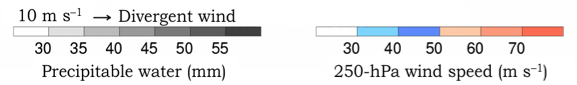 10 m s⁻¹ → Divergent wind
30 35 40 45 50 55
30 40 50 60 70
Precipitable water (mm)
250-hPa wind speed (m s⁻¹)